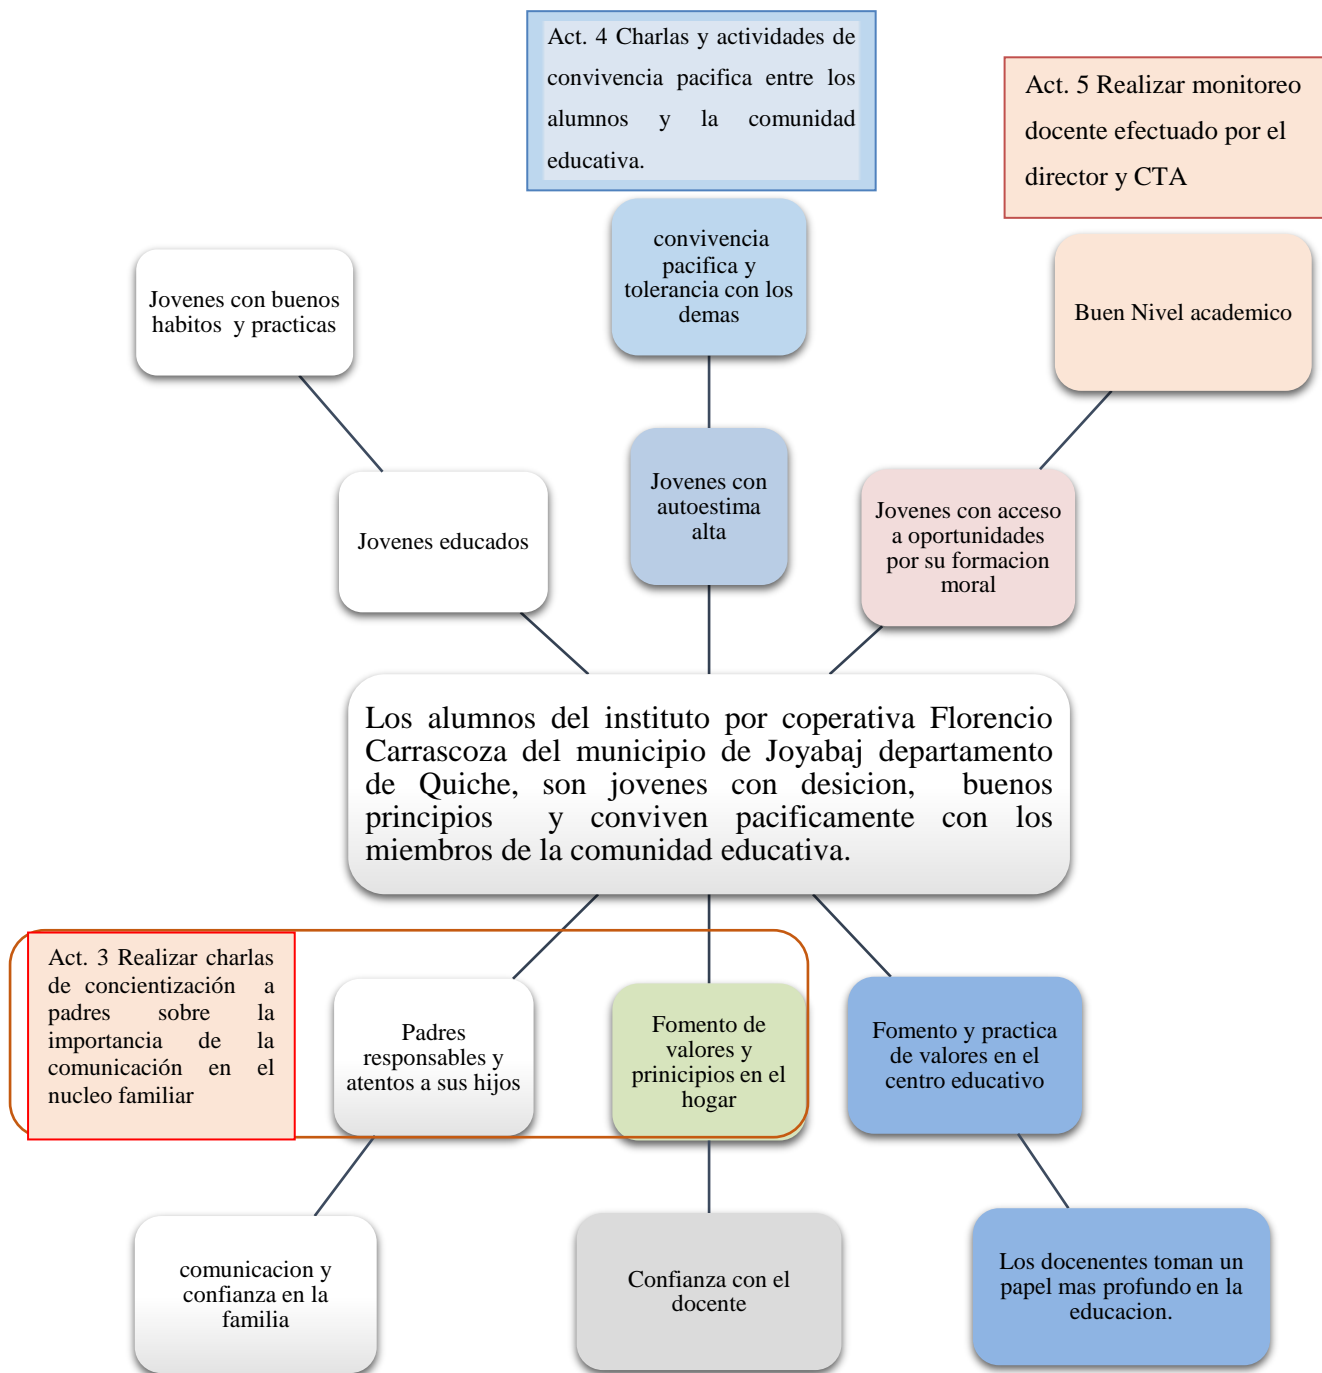 Act. 4 Charlas y actividades de
convivencia pacifica entre los
alumnos y la comunidad
educativa.
Act. 5 Realizar monitoreo
docente efectuado por el
director y CTA
convivencia
pacifica y
tolerancia con los
demas
Jovenes con buenos
habitos y practicas
Buen Nivel academico
Jovenes educados
Jovenes con
autoestima
alta
Jovenes con acceso
a oportunidades
por su formacion
moral
Los alumnos del instituto por coperativa Florencio
Carrascoza del municipio de Joyabaj departamento
de Quiche, son jovenes con desicion, buenos
principios y conviven pacificamente con los
miembros de la comunidad educativa.
Act. 3 Realizar charlas
de concientización a
padres sobre la
importancia de la
comunicación en el
nucleo familiar
Padres
responsables y
atentos a sus hijos
Fomento de
valores y
prinicipios en el
hogar
Fomento y practica
de valores en el
centro educativo
comunicacion y
confianza en la
familia
Confianza con el
docente
Los docenentes toman un
papel mas profundo en la
educacion.